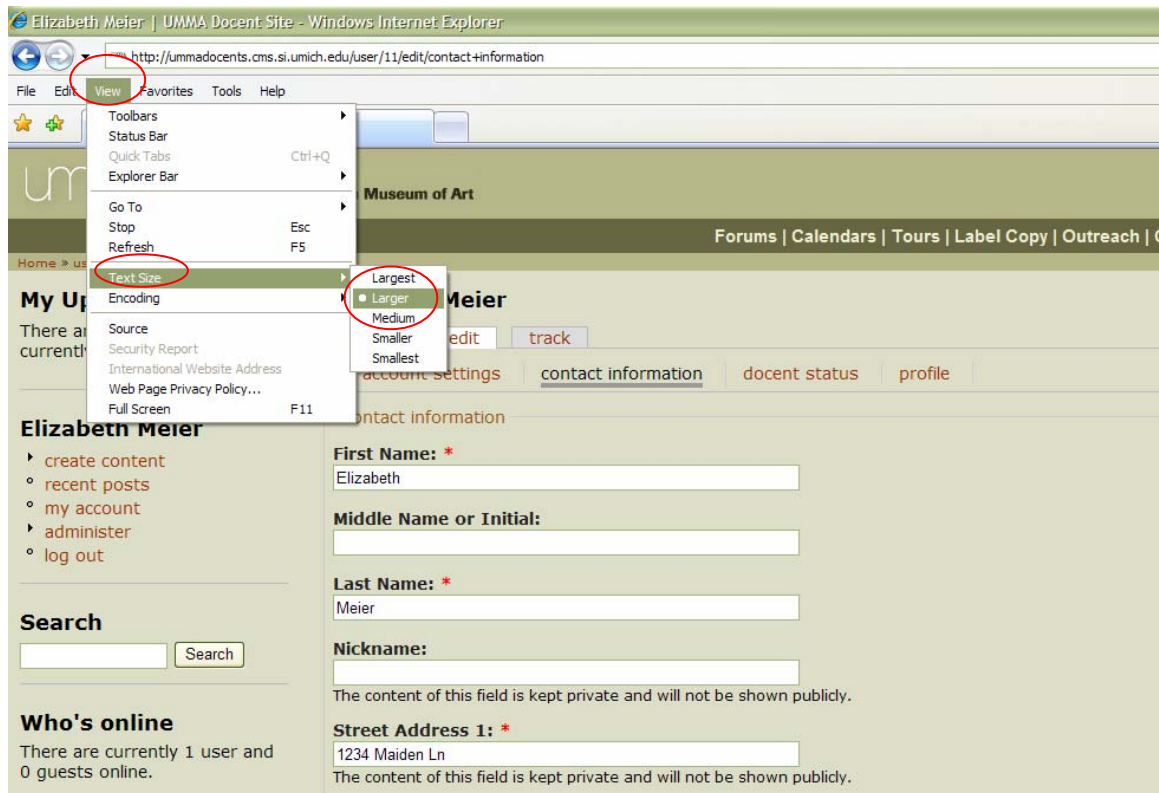 Elizabeth Meier | UMMA Docent Site - Windows Internet Explorer
http://ummadocents.cms.si.umich.edu/user/11/edit/contact+information
File Edit View Favorites Tools Help
Toolbars
Status Bar
Quick Tabs Ctrl+Q
Explorer Bar
Go To
Stop Esc
Refresh F5
Text Size
Encoding
Source
Security Report
International Website Address
Web Page Privacy Policy...
Full Screen F11
Largest
Larger
Medium
Smaller
Smallest
um
Museum of Art
Forums | Calendars | Tours | Label Copy | Outreach |
Home » us
My Up
There ar
currentl
Elizabeth Meier
create content
recent posts
my account
administer
log out
Search
Search
Who's online
There are currently 1 user and
0 guests online.
Meier
edit track
account settings contact information docent status profile
ontact information
First Name: *
Elizabeth
Middle Name or Initial:
Last Name: *
Meier
Nickname:
The content of this field is kept private and will not be shown publicly.
Street Address 1: *
1234 Maiden Ln
The content of this field is kept private and will not be shown publicly.